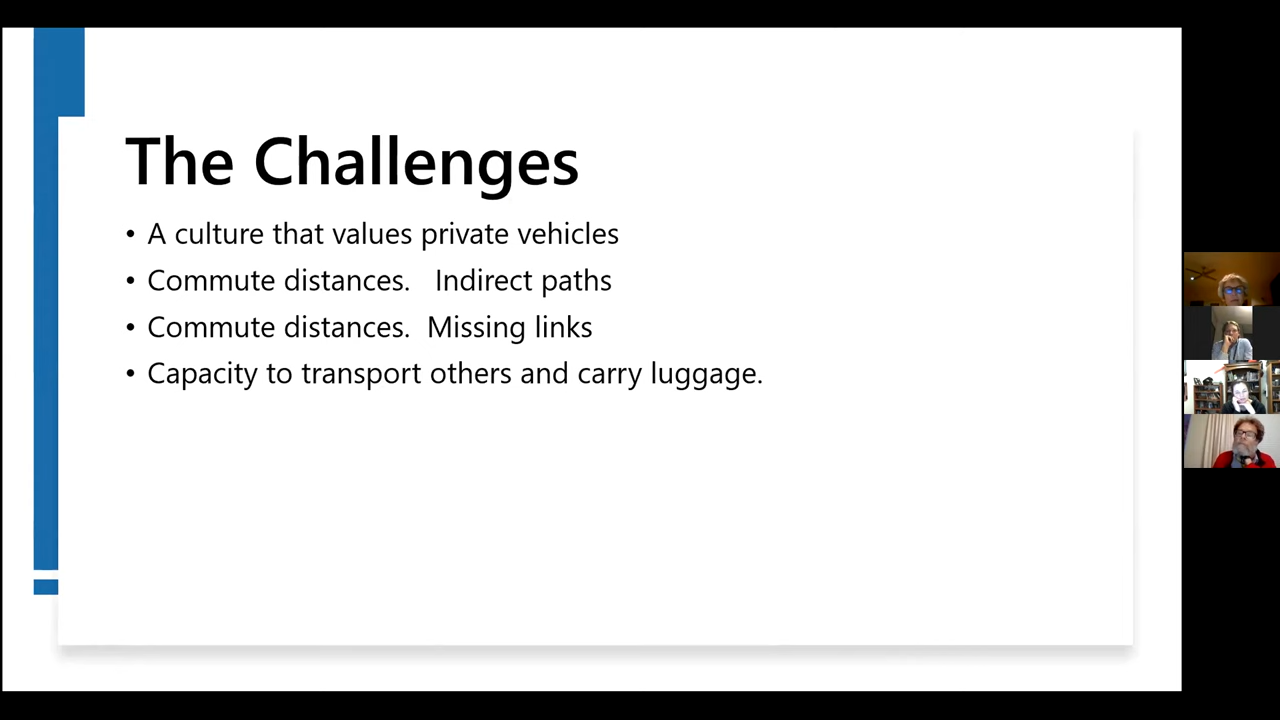 The Challenges
• A culture that values private vehicles
• Commute distances.   Indirect paths
• Commute distances.  Missing links
• Capacity to transport others and carry luggage.